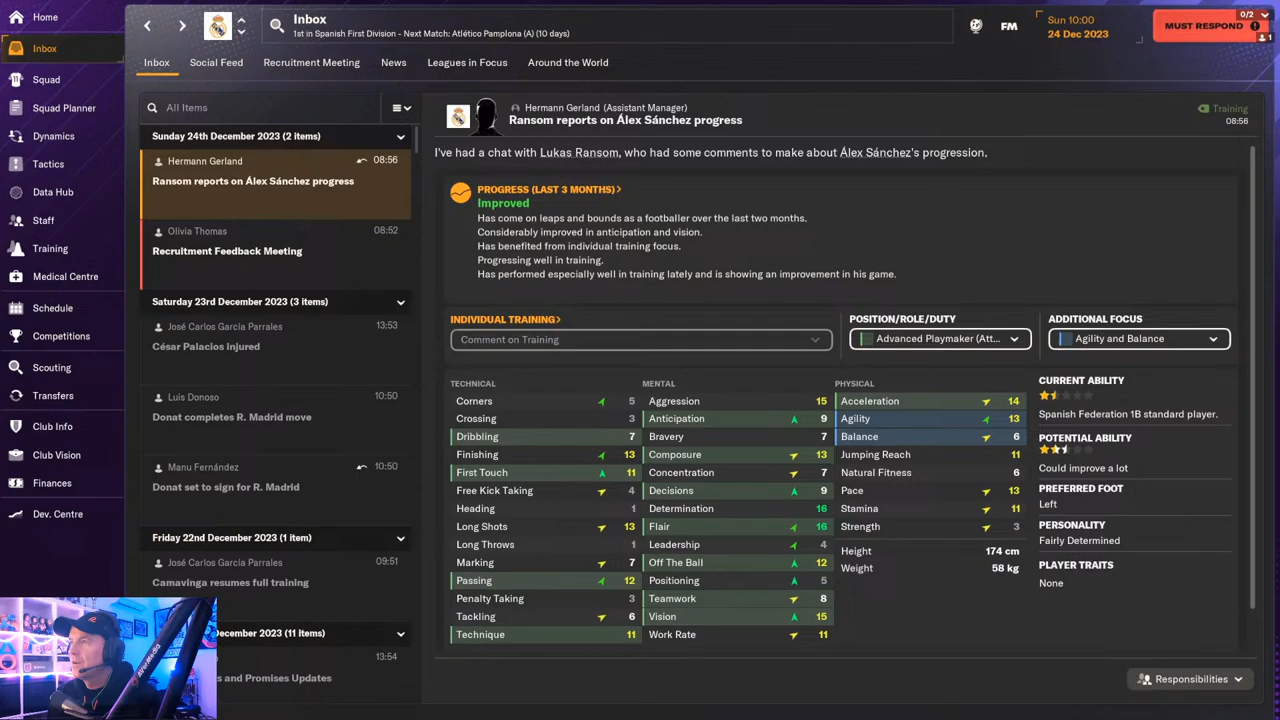 Home
Inbox
Squad
Squad Planner
Dynamics
Tactics
Data Hub
Staff
Training
Medical Centre
Schedule
Competitions
Scouting
Transfers
Club Info
Club Vision
Finances
Dev. Centre
Inbox
1st in Spanish First Division - Next Match: Atlético Pamplona (A) (10 days)
FM
Sun 10:00
24 Dec 2023
MUST RESPOND
0/2
1
Inbox
Social Feed
Recruitment Meeting
News
Leagues in Focus
Around the World
All Items
Sunday 24th December 2023 (2 items)
Hermann Gerland 08:56
Ransom reports on Álex Sánchez progress
Olivia Thomas 08:52
Recruitment Feedback Meeting
Saturday 23rd December 2023 (3 items)
José Carlos García Parrales 13:53
César Palacios injured
Luis Donoso 10:50
Donat completes R. Madrid move
Manu Fernández 10:50
Donat set to sign for R. Madrid
Friday 22nd December 2023 (1 item)
José Carlos García Parrales 09:51
Camavinga resumes full training
December 2023 (11 items)
13:54
s and Promises Updates
Hermann Gerland (Assistant Manager)
Ransom reports on Álex Sánchez progress
Training
08:56
I've had a chat with Lukas Ransom, who had some comments to make about Álex Sánchez's progression.
PROGRESS (LAST 3 MONTHS)
Improved
Has come on leaps and bounds as a footballer over the last two months.
Considerably improved in anticipation and vision.
Has benefited from individual training focus.
Progressing well in training.
Has performed especially well in training lately and is showing an improvement in his game.
INDIVIDUAL TRAINING
Comment on Training
POSITION/ROLE/DUTY
Advanced Playmaker (Att...
ADDITIONAL FOCUS
Agility and Balance
TECHNICAL
Corners 5
Crossing 3
Dribbling 7
Finishing 13
First Touch 11
Free Kick Taking 4
Heading 1
Long Shots 13
Long Throws 1
Marking 7
Passing 12
Penalty Taking 3
Tackling 6
Technique 11
MENTAL
Aggression 15
Anticipation 9
Bravery 7
Composure 13
Concentration 7
Decisions 9
Determination 16
Flair 16
Leadership 4
Off The Ball 12
Positioning 5
Teamwork 8
Vision 15
Work Rate 11
PHYSICAL
Acceleration 14
Agility 13
Balance 6
Jumping Reach 11
Natural Fitness 6
Pace 13
Stamina 11
Strength 3
Height 174 cm
Weight 58 kg
CURRENT ABILITY
Spanish Federation 1B standard player.
POTENTIAL ABILITY
Could improve a lot
PREFERRED FOOT
Left
PERSONALITY
Fairly Determined
PLAYER TRAITS
None
Responsibilities
AVerMedia